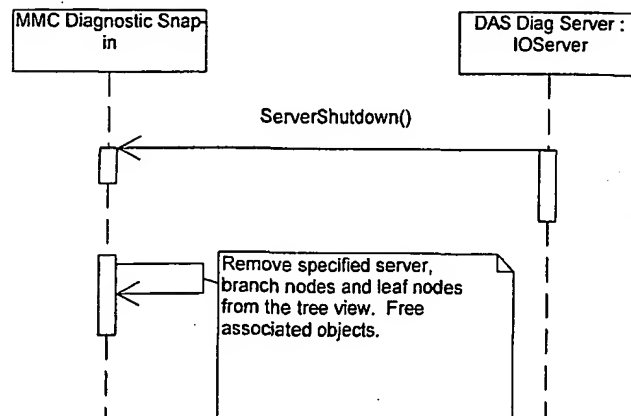 MMC Diagnostic Snap-
in
DAS Diag Server :
IOServer
ServerShutdown()
Remove specified server,
branch nodes and leaf nodes
from the tree view. Free
associated objects.